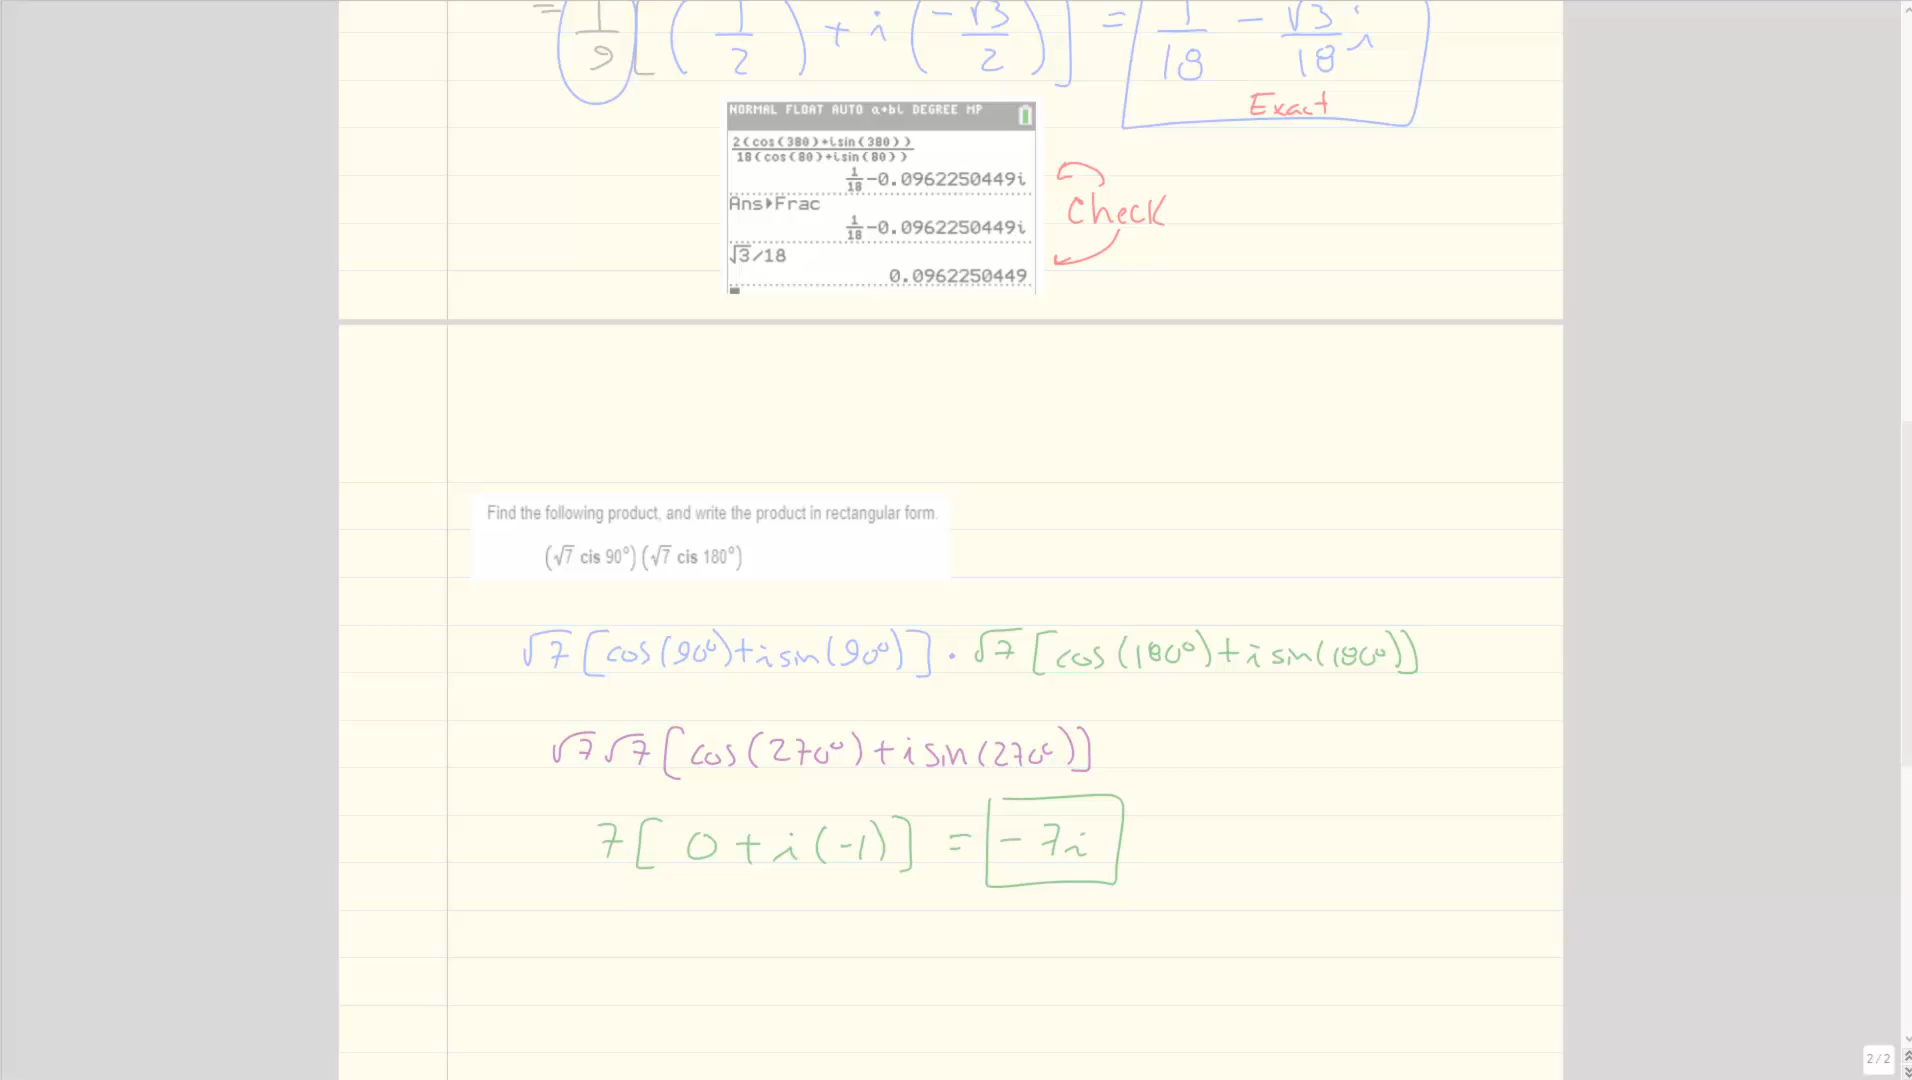 = 1/9 [ ( 1/2 ) + i ( -√3/2 ) ] = 1/18 - √3/18 i
Exact
NORMAL FLOAT AUTO a+bi DEGREE MP
2(cos(380)+isin(380))
18(cos(80)+isin(80))
1/18-0.0962250449i
Ans▸Frac
1/18-0.0962250449i
√3/18
0.0962250449
Check
Find the following product, and write the product in rectangular form.
(√7 cis 90°)(√7 cis 180°)
√7 [cos(90°)+i sin(90°)] · √7 [cos(180°)+i sin(180°)]
√7 √7 [cos(270°)+i sin(270°)]
7[ 0 + i(-1)] = -7i
2/2